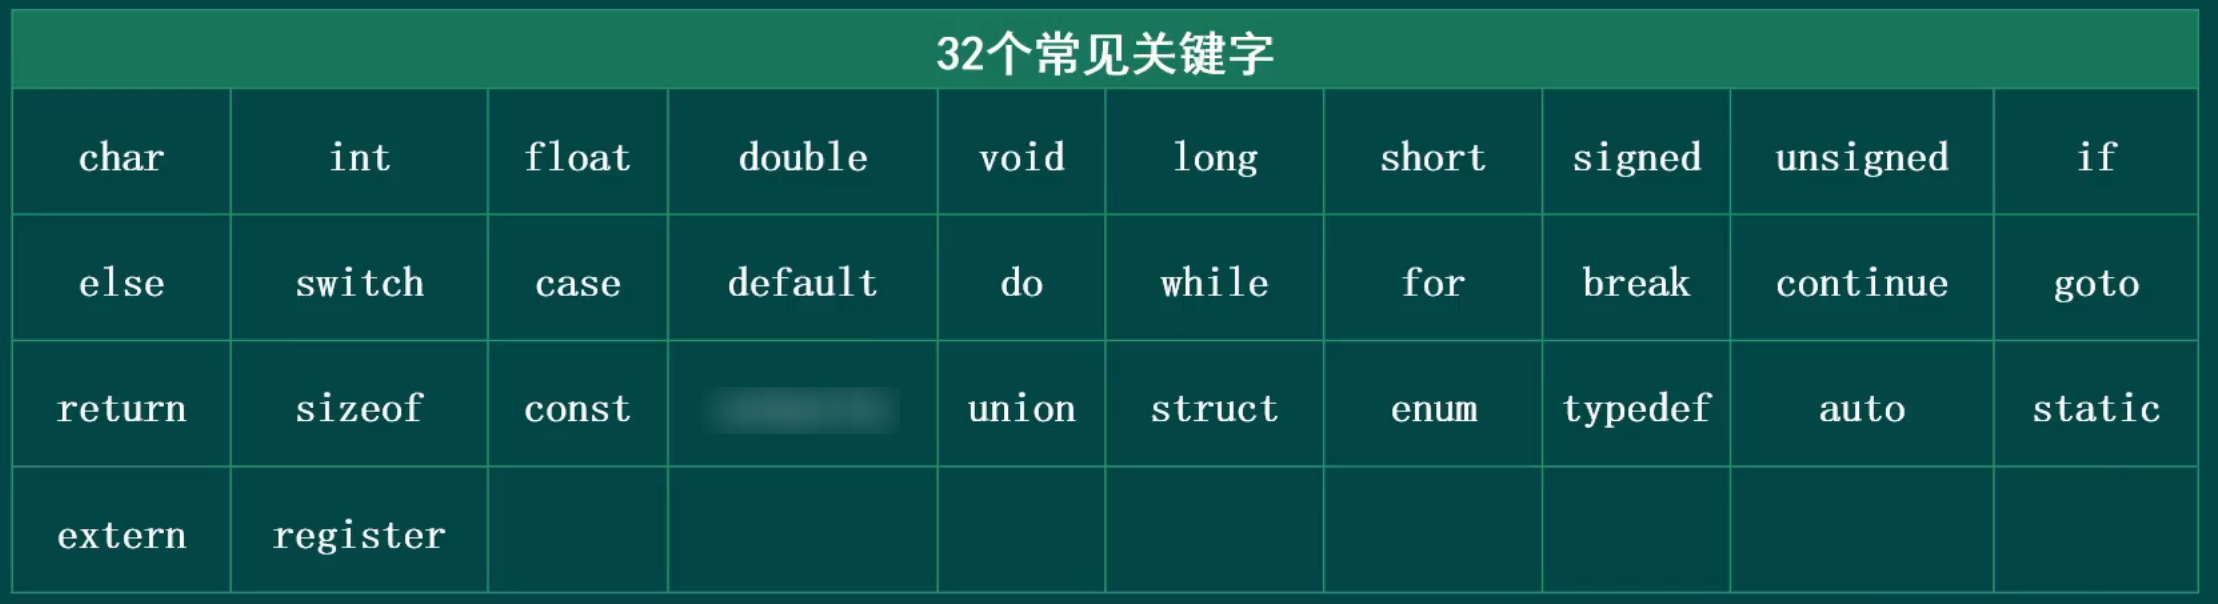 32个常见关键字
char int float double void long short signed unsigned if
else switch case default do while for break continue goto
return sizeof const union struct enum typedef auto static
extern register